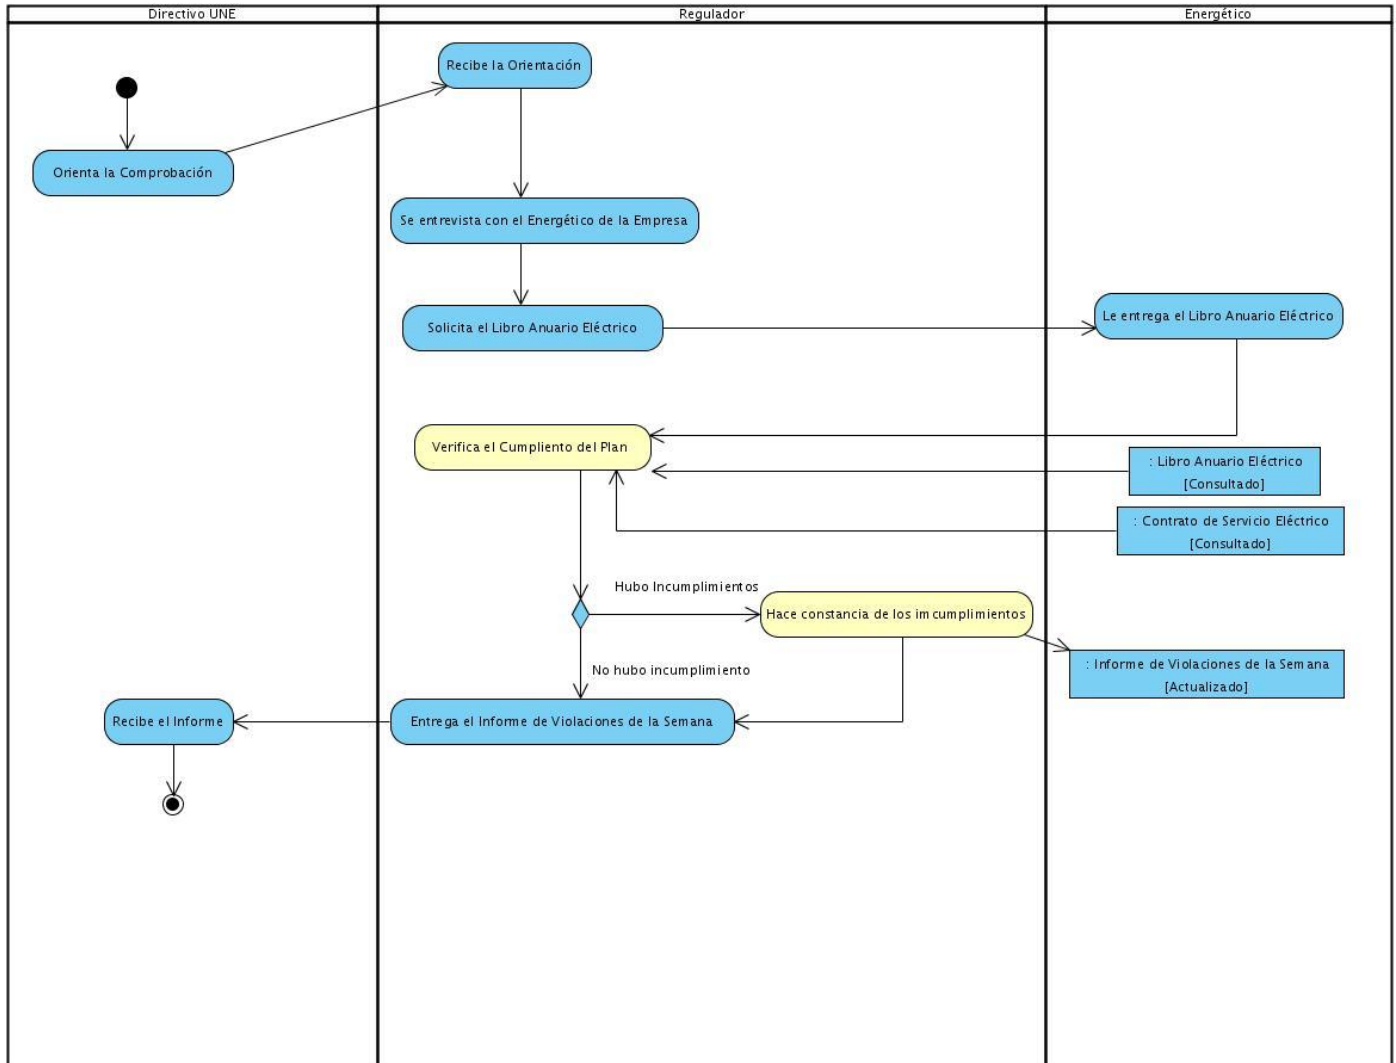 Directivo UNE
Regulador
Energético
Recibe la Orientación
Orienta la Comprobación
Se entrevista con el Energético de la Empresa
Solicita el Libro Anuario Eléctrico
Le entrega el Libro Anuario Eléctrico
Verifica el Cumpliento del Plan
: Libro Anuario Eléctrico
[Consultado]
: Contrato de Servicio Eléctrico
[Consultado]
Hubo Incumplimientos
Hace constancia de los imcumplimientos
No hubo incumplimiento
: Informe de Violaciones de la Semana
[Actualizado]
Recibe el Informe
Entrega el Informe de Violaciones de la Semana